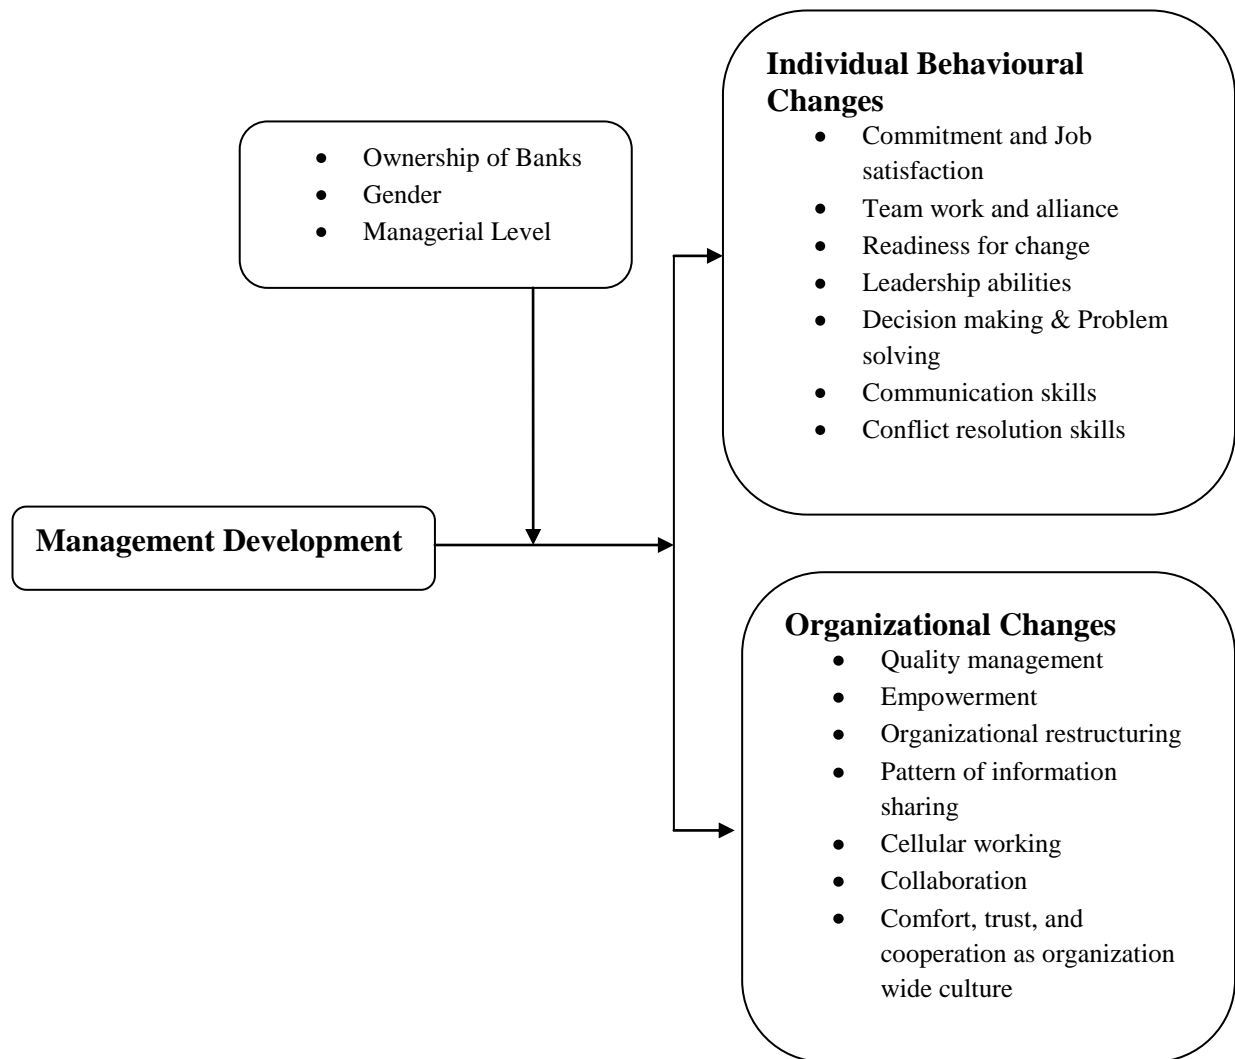 Individual Behavioural
Changes
• Commitment and Job
satisfaction
• Team work and alliance
• Readiness for change
• Leadership abilities
• Decision making & Problem
solving
• Communication skills
• Conflict resolution skills
• Ownership of Banks
• Gender
• Managerial Level
Management Development
Organizational Changes
• Quality management
• Empowerment
• Organizational restructuring
• Pattern of information
sharing
• Cellular working
• Collaboration
• Comfort, trust, and
cooperation as organization
wide culture